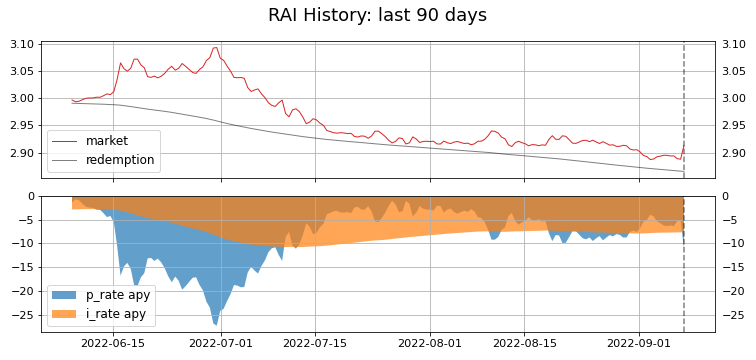 RAI History: last 90 days
3.10 3.10
3.05 3.05
3.00 3.00
2.95 2.95
2.90 2.90
market
redemption
0 0
−5 −5
−10 −10
−15 −15
−20 −20
−25 −25
p_rate apy
i_rate apy
2022-06-15 2022-07-01 2022-07-15 2022-08-01 2022-08-15 2022-09-01